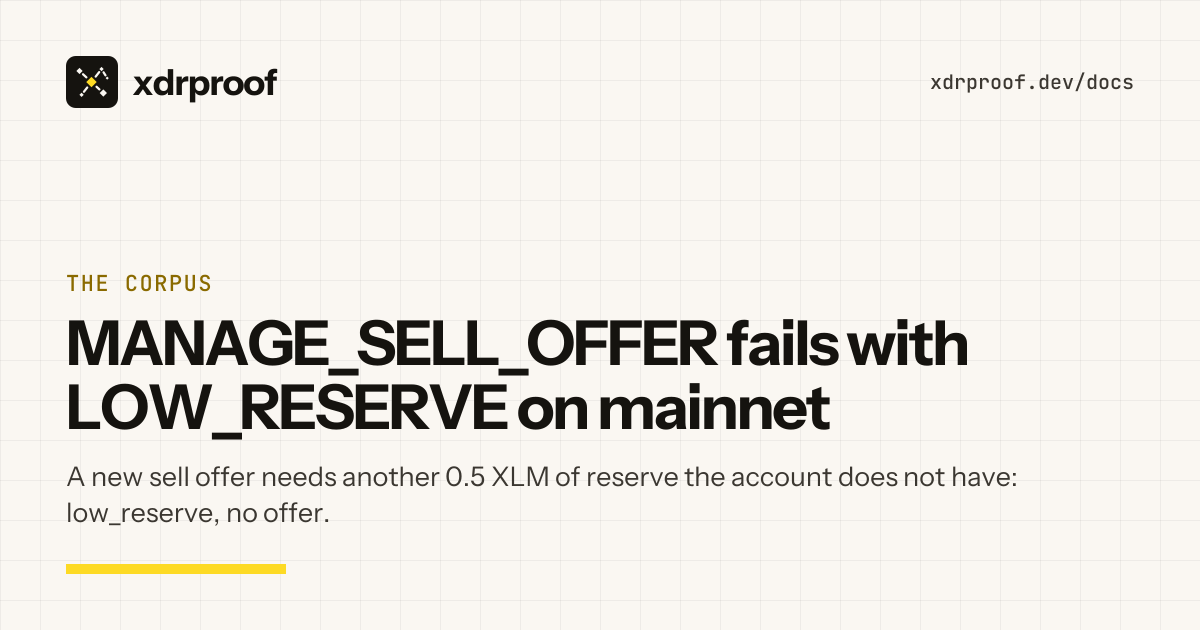 xdrproof
xdrproof.dev/docs
THE CORPUS
MANAGE_SELL_OFFER fails with
LOW_RESERVE on mainnet
A new sell offer needs another 0.5 XLM of reserve the account does not have:
low_reserve, no offer.